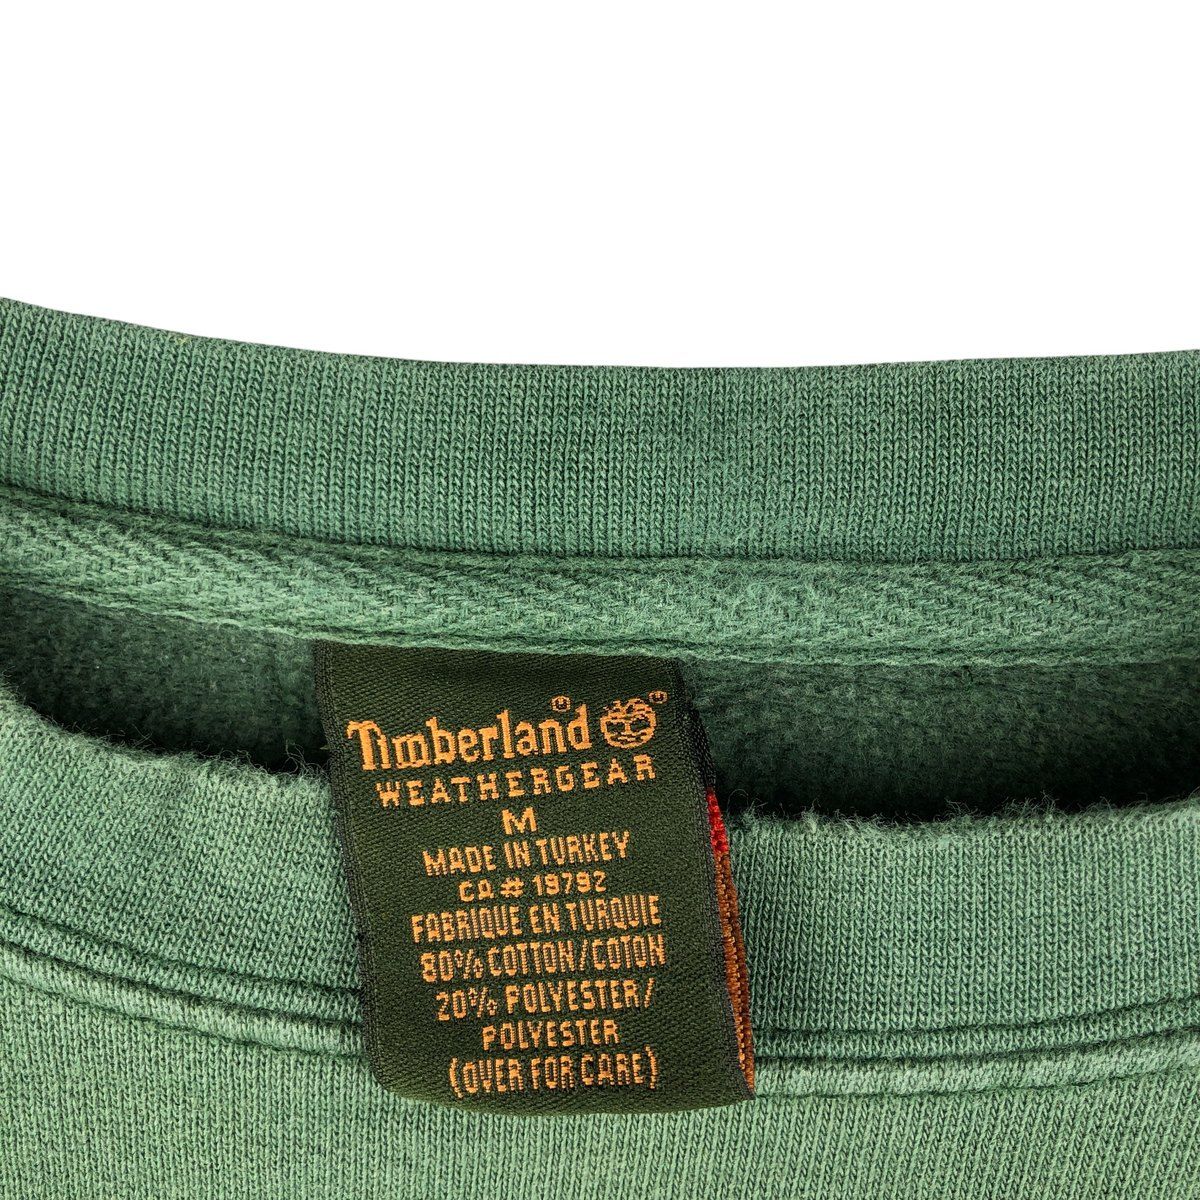 Timberland®
WEATHERGEAR
M
MADE IN TURKEY
CA# 19792
FABRIQUE EN TURQUIE
80% COTTON/COTON
20% POLYESTER/
POLYESTER
(OVER FOR CARE)